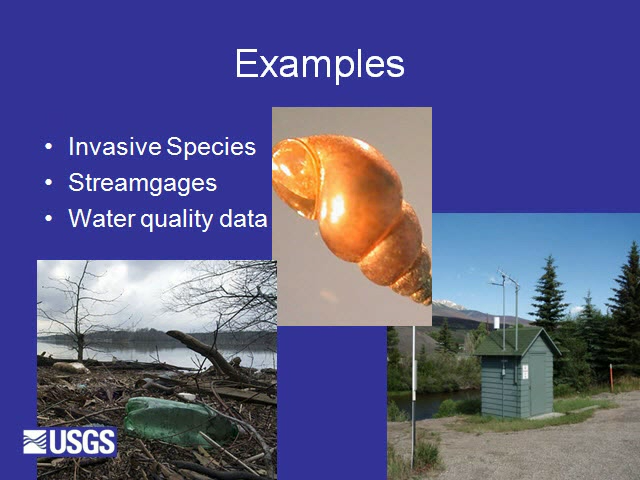 Examples
• Invasive Species
• Streamgages
• Water quality data
USGS